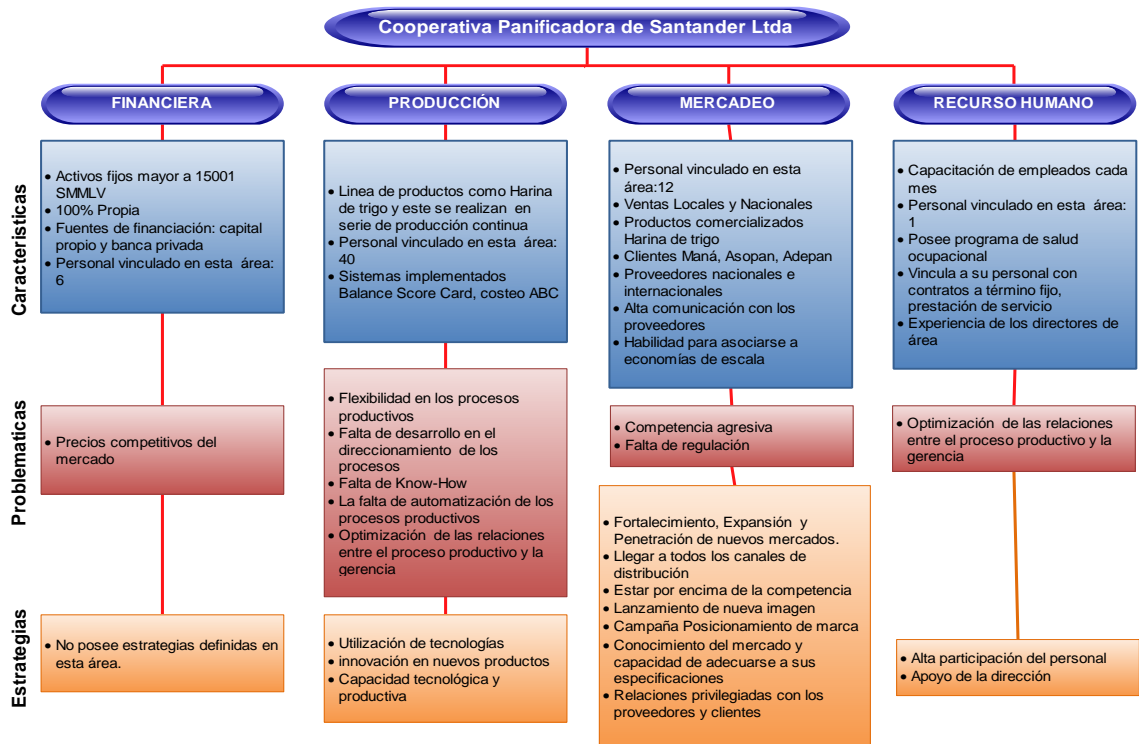 Cooperativa Panificadora de Santander Ltda
FINANCIERA
PRODUCCIÓN
MERCADEO
RECURSO HUMANO
Caracteristicas
• Activos fijos mayor a 15001
SMMLV
• 100% Propia
• Fuentes de financiación: capital
propio y banca privada
• Personal vinculado en esta área:
6
• Linea de productos como Harina
de trigo y este se realizan en
serie de producción continua
• Personal vinculado en esta área:
40
• Sistemas implementados
Balance Score Card, costeo ABC
• Personal vinculado en esta
área:12
• Ventas Locales y Nacionales
• Productos comercializados
Harina de trigo
• Clientes Maná, Asopan, Adepan
• Proveedores nacionales e
internacionales
• Alta comunicación con los
proveedores
• Habilidad para asociarse a
economías de escala
• Capacitación de empleados cada
mes
• Personal vinculado en esta área:
1
• Posee programa de salud
ocupacional
• Vincula a su personal con
contratos a término fijo,
prestación de servicio
• Experiencia de los directores de
área
Problematicas
• Precios competitivos del
mercado
• Flexibilidad en los procesos
productivos
• Falta de desarrollo en el
direccionamiento de los
procesos
• Falta de Know-How
• La falta de automatización de los
procesos productivos
• Optimización de las relaciones
entre el proceso productivo y la
gerencia
• Competencia agresiva
• Falta de regulación
• Optimización de las relaciones
entre el proceso productivo y la
gerencia
Estrategias
• No posee estrategias definidas en
esta área.
• Utilización de tecnologías
• innovación en nuevos productos
• Capacidad tecnológica y
productiva
• Fortalecimiento, Expansión y
Penetración de nuevos mercados.
• Llegar a todos los canales de
distribución
• Estar por encima de la competencia
• Lanzamiento de nueva imagen
• Campaña Posicionamiento de marca
• Conocimiento del mercado y
capacidad de adecuarse a sus
especificaciones
• Relaciones privilegiadas con los
proveedores y clientes
• Alta participación del personal
• Apoyo de la dirección